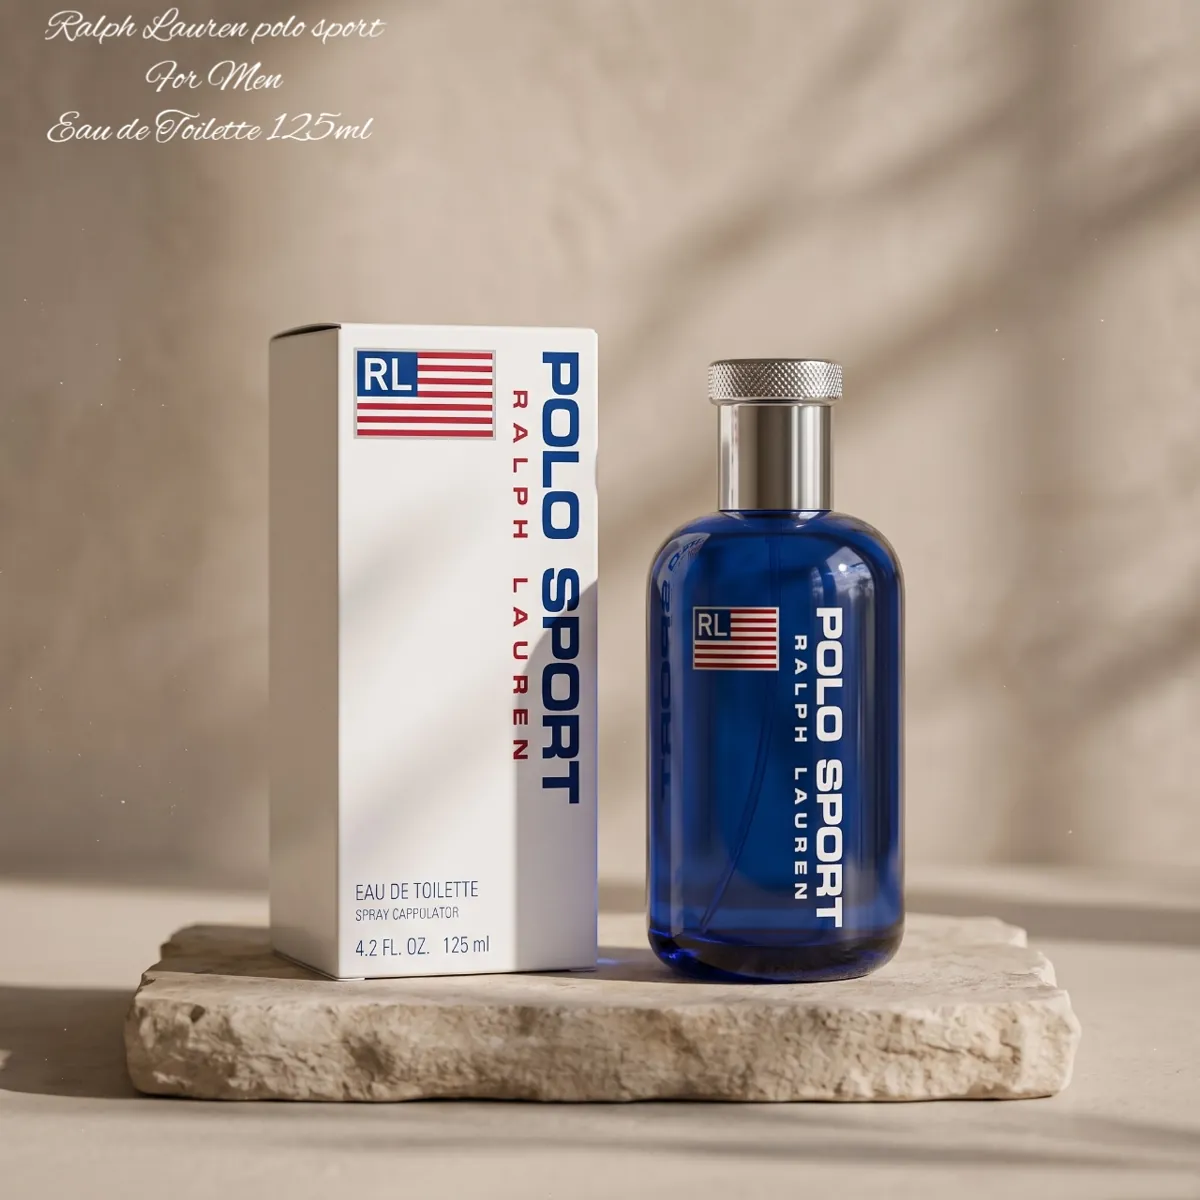 Ralph Lauren polo sport
For Men
Eau de Toilette 125ml
RL
POLO SPORT
RALPH LAUREN
EAU DE TOILETTE
SPRAY CAPPULATOR
4.2 FL. OZ. 125 ml
RL
POLO SPORT
RALPH LAUREN